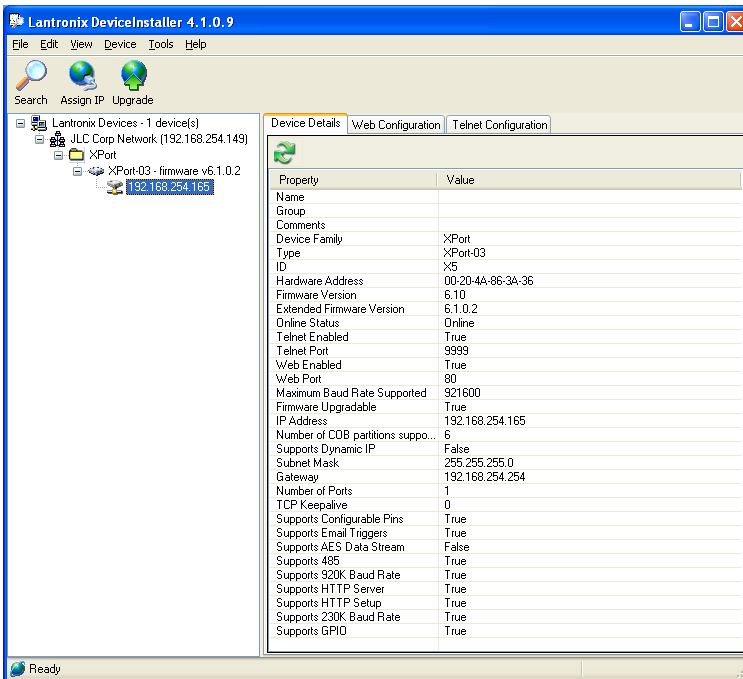 Lantronix DeviceInstaller 4.1.0.9
File Edit View Device Tools Help
Search Assign IP Upgrade
Lantronix Devices - 1 device(s)
JLC Corp Network (192.168.254.149)
XPort
XPort-03 - firmware v6.1.0.2
192.168.254.165
Device Details Web Configuration Telnet Configuration
Property Value
Name
Group
Comments
Device Family XPort
Type XPort-03
ID X5
Hardware Address 00-20-4A-86-3A-36
Firmware Version 6.10
Extended Firmware Version 6.1.0.2
Online Status Online
Telnet Enabled True
Telnet Port 9999
Web Enabled True
Web Port 80
Maximum Baud Rate Supported 921600
Firmware Upgradable True
IP Address 192.168.254.165
Number of COB partitions suppo... 6
Supports Dynamic IP False
Subnet Mask 255.255.255.0
Gateway 192.168.254.254
Number of Ports 1
TCP Keepalive 0
Supports Configurable Pins True
Supports Email Triggers True
Supports AES Data Stream False
Supports 485 True
Supports 920K Baud Rate True
Supports HTTP Server True
Supports HTTP Setup True
Supports 230K Baud Rate True
Supports GPIO True
Ready